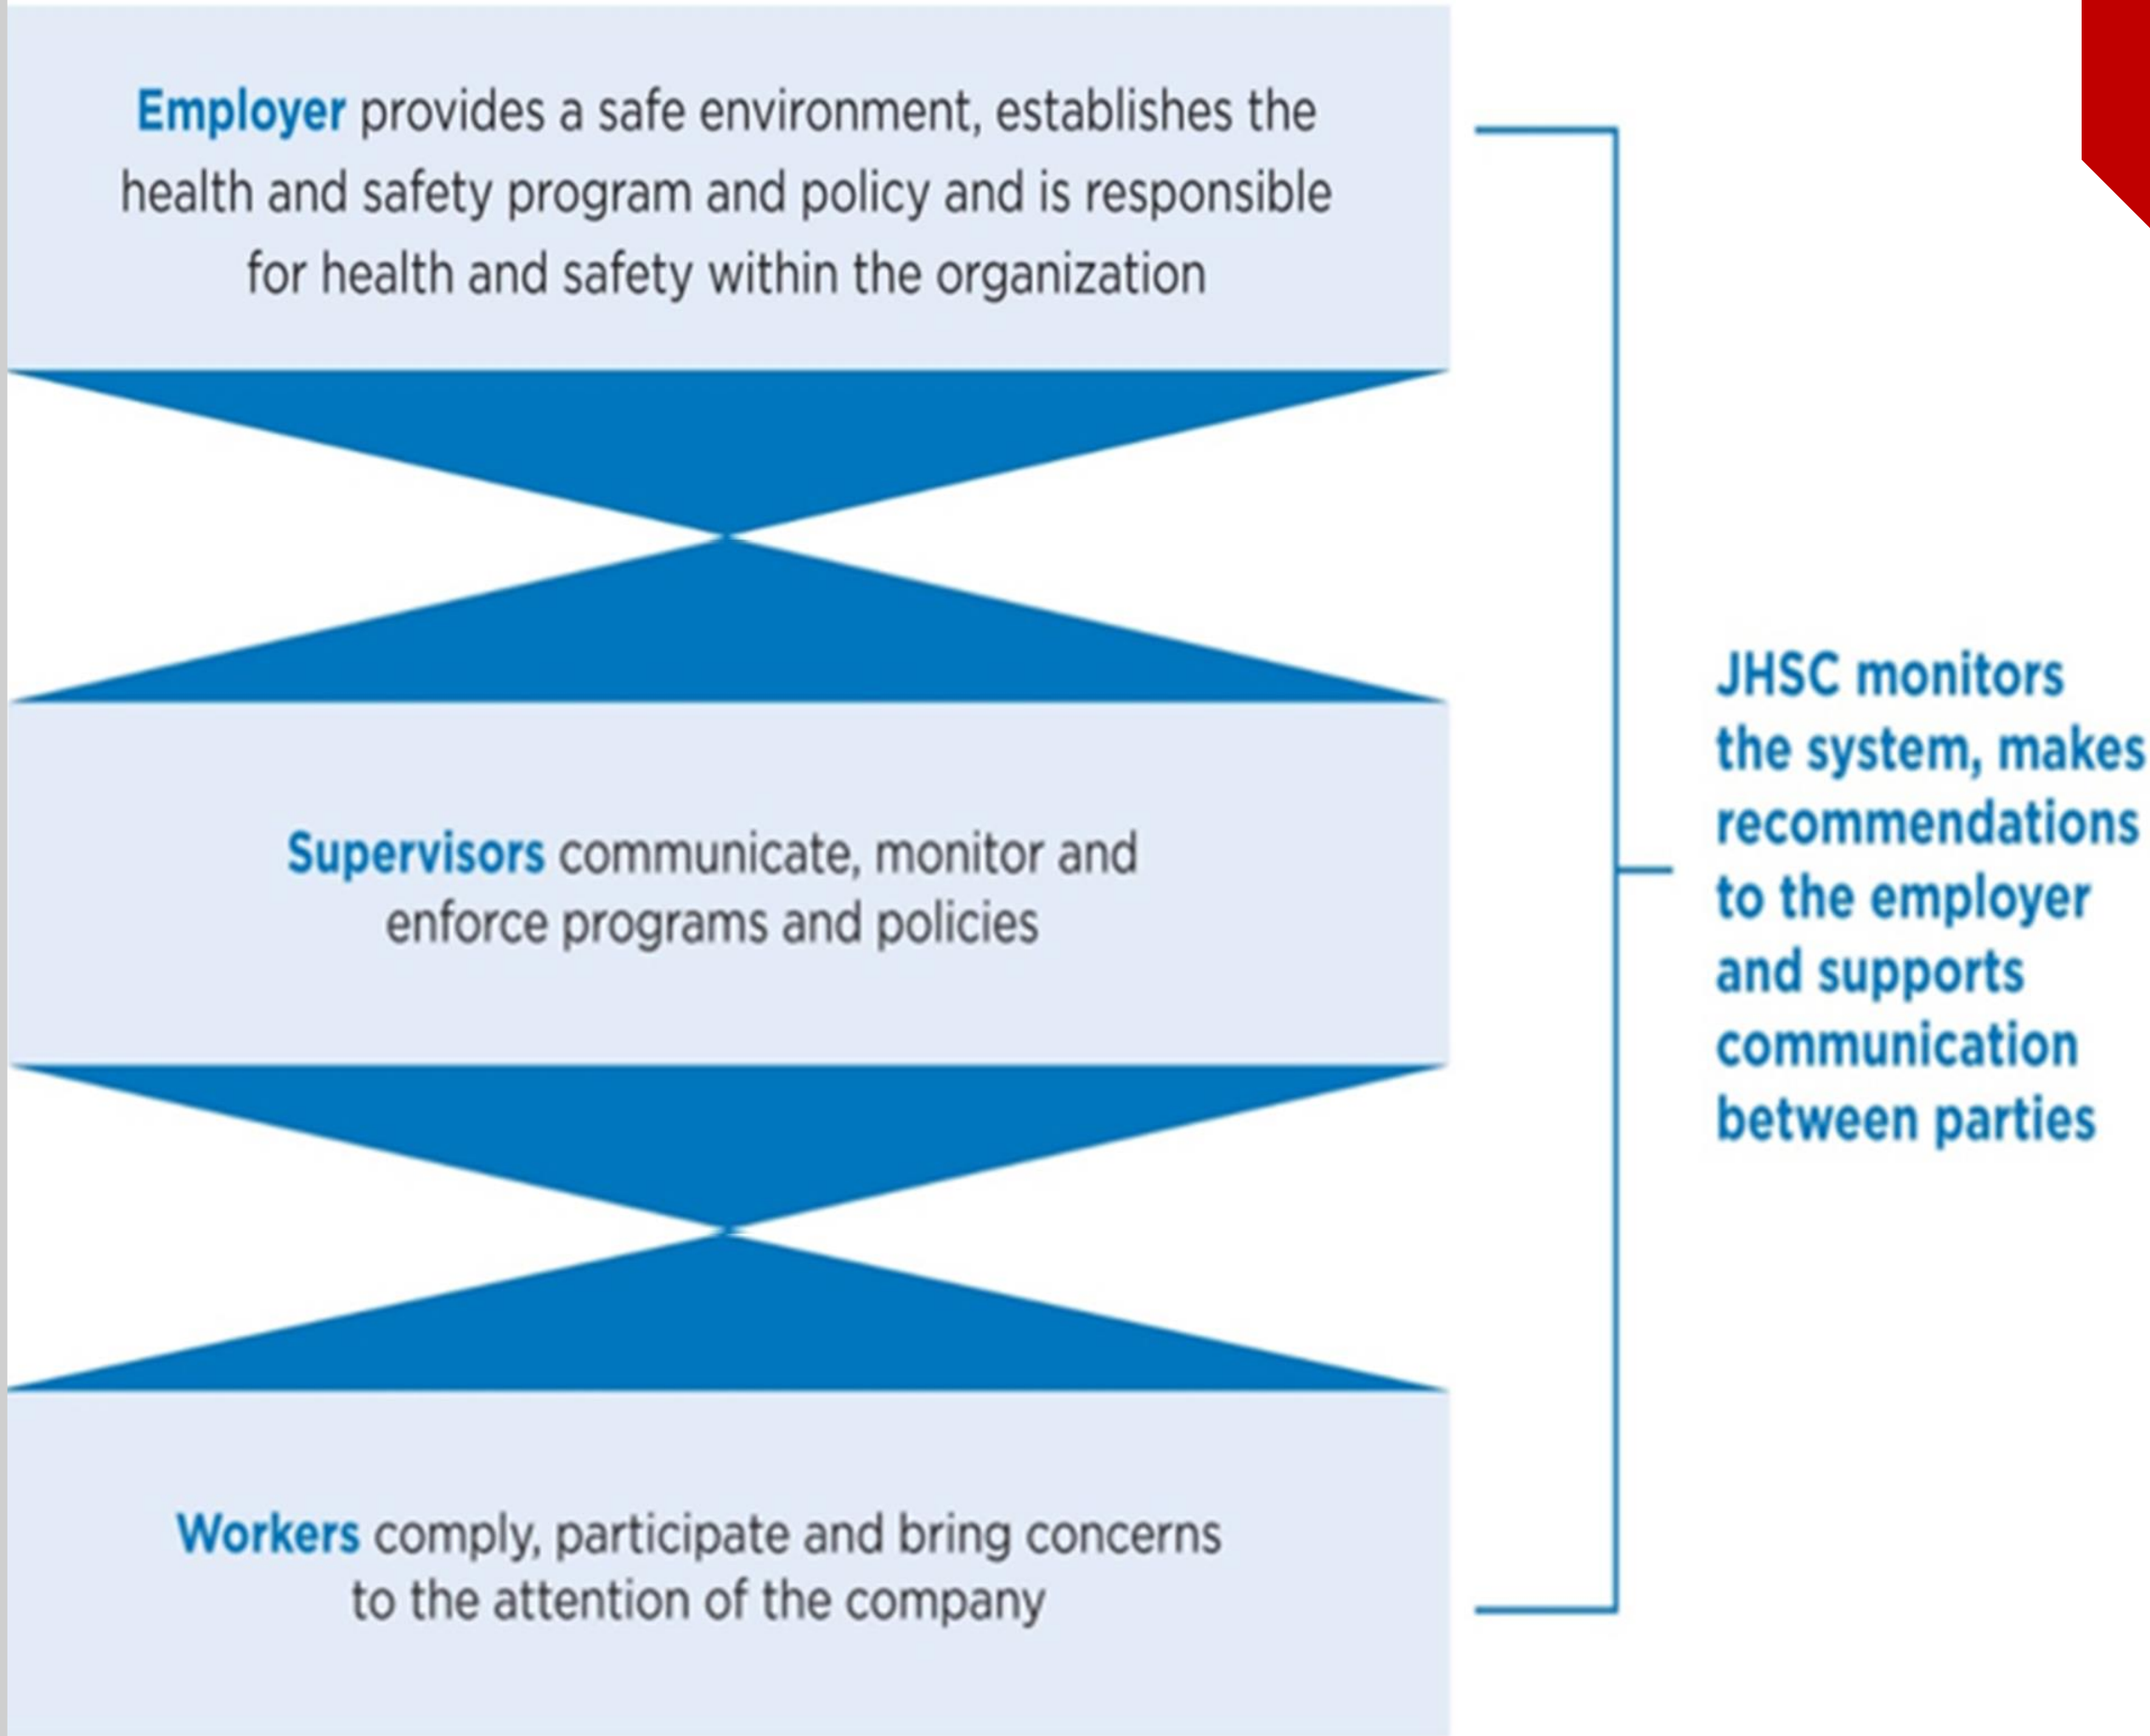 Employer provides a safe environment, establishes the
health and safety program and policy and is responsible
for health and safety within the organization
Supervisors communicate, monitor and
enforce programs and policies
Workers comply, participate and bring concerns
to the attention of the company
JHSC monitors
the system, makes
recommendations
to the employer
and supports
communication
between parties